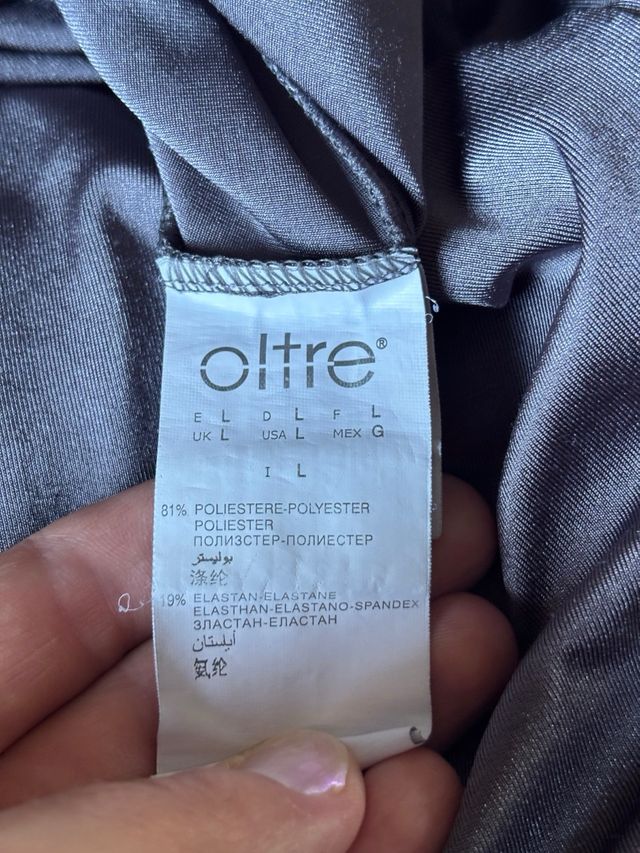 oltre®
E L D L F L
UK L USA L MEX G
I L
81% POLIESTERE-POLYESTER
POLIESTER
ПОЛИЗСТЕР-ПОЛИЕСТЕР
بوليستر
涤纶
19% ELASTAN-ELASTANE
ELASTHAN-ELASTANO-SPANDEX
ЗЛАСТАН-ЕЛАСТАН
أيلستان
氨纶